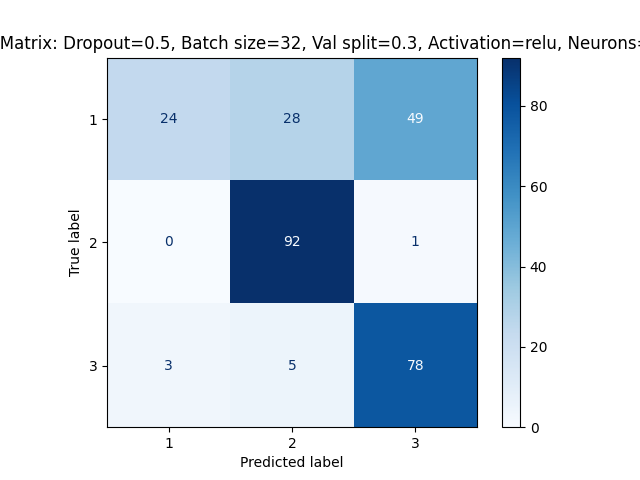 Matrix: Dropout=0.5, Batch size=32, Val split=0.3, Activation=relu, Neurons=
1 24 28 49
2 0 92 1
3 3 5 78
1 2 3
Predicted label
True label
80
60
40
20
0